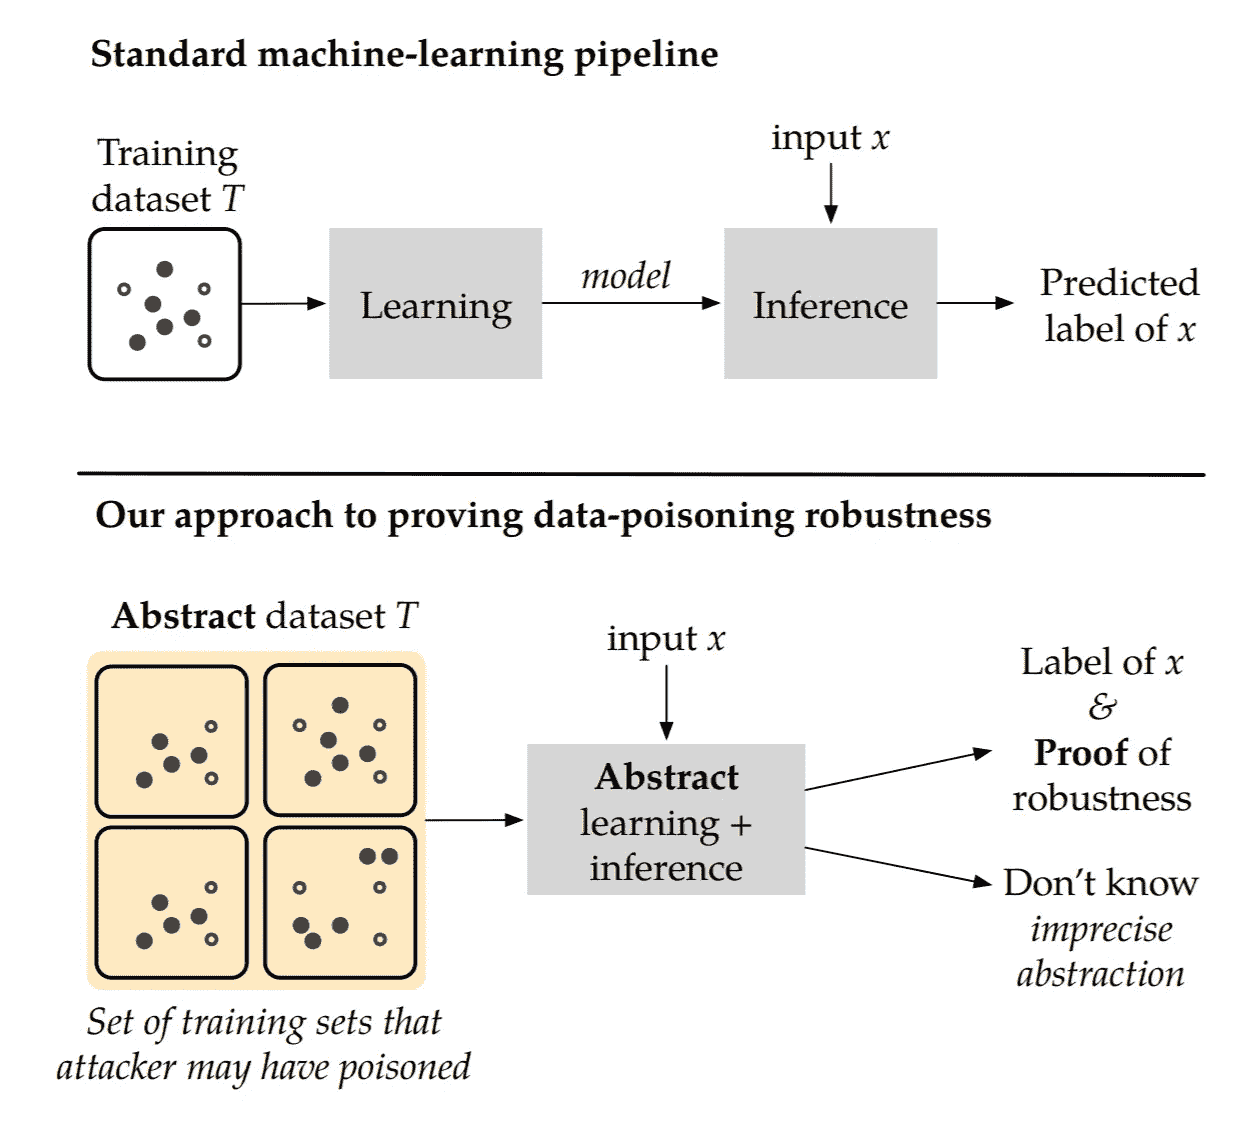 Standard machine-learning pipeline
Training
dataset T
input x
Learning
model
Inference
Predicted
label of x
Our approach to proving data-poisoning robustness
Abstract dataset T
input x
Abstract
learning +
inference
Label of x
&
Proof of
robustness
Don't know
imprecise
abstraction
Set of training sets that
attacker may have poisoned